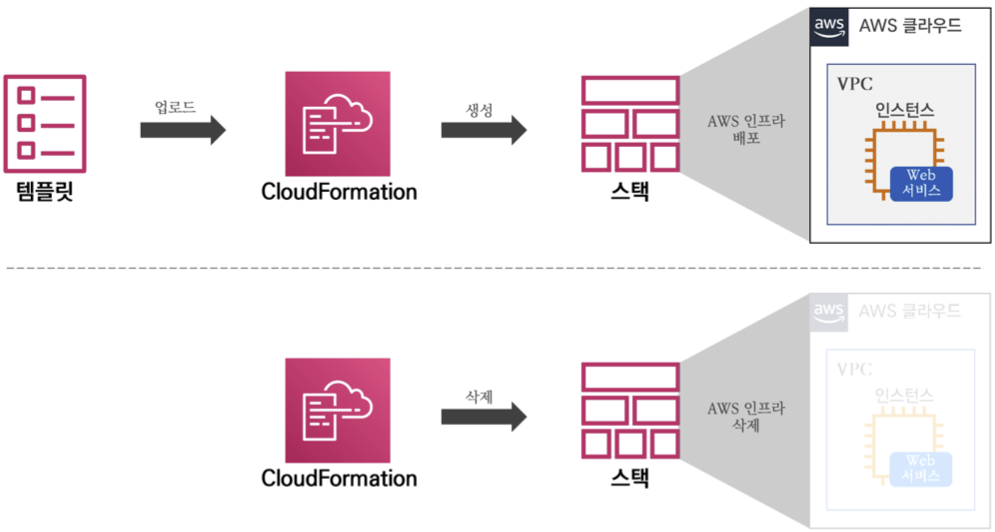 aws AWS 클라우드
VPC
인스턴스
Web
서비스
업로드
생성
AWS 인프라
배포
템플릿
CloudFormation
스택
aws AWS 클라우드
VPC
인스턴스
Web
서비스
삭제
AWS 인프라
삭제
CloudFormation
스택